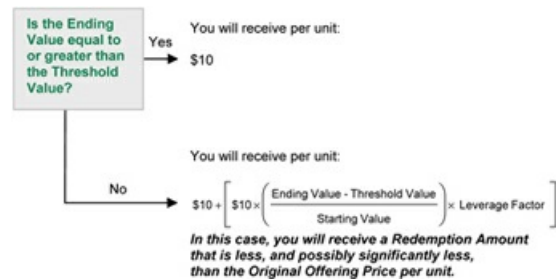 Is the Ending
Value equal to
or greater than
the Threshold
Value?
Yes
You will receive per unit:
$10
No
You will receive per unit:
$10 + [ $10 × ( Ending Value - Threshold Value / Starting Value ) × Leverage Factor ]
In this case, you will receive a Redemption Amount
that is less, and possibly significantly less,
than the Original Offering Price per unit.